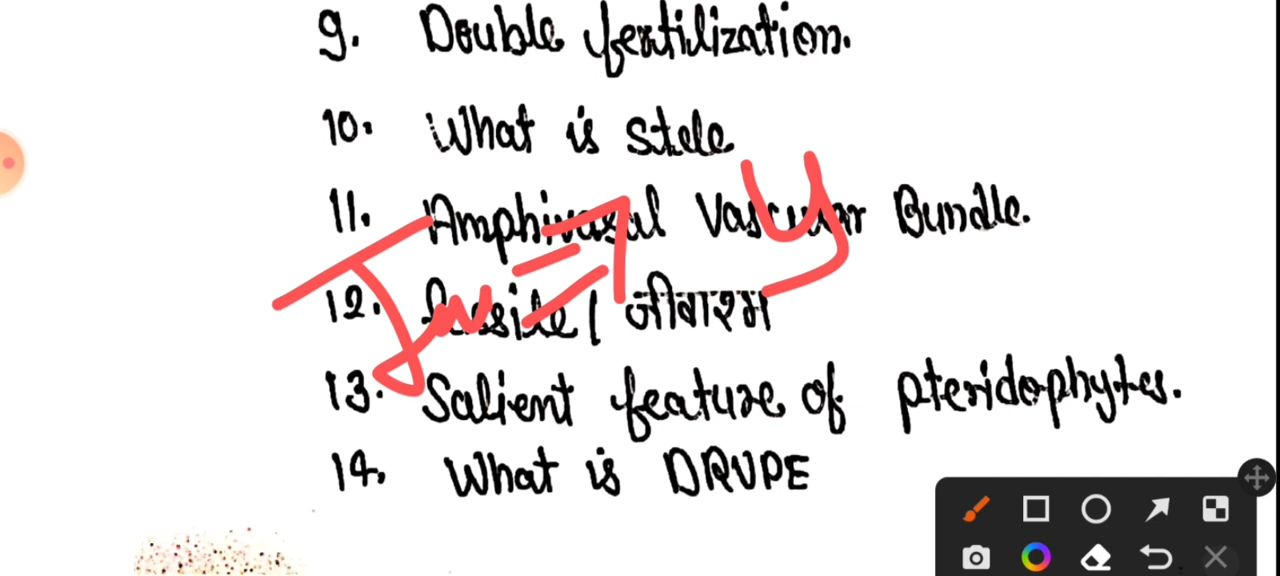 9. Double fertilization.
10. What is stele
11. Amphivasal Vascular Bundle.
12. fossile | जीवाश्म
13. Salient feature of pteridophytes.
14. What is DRUPE